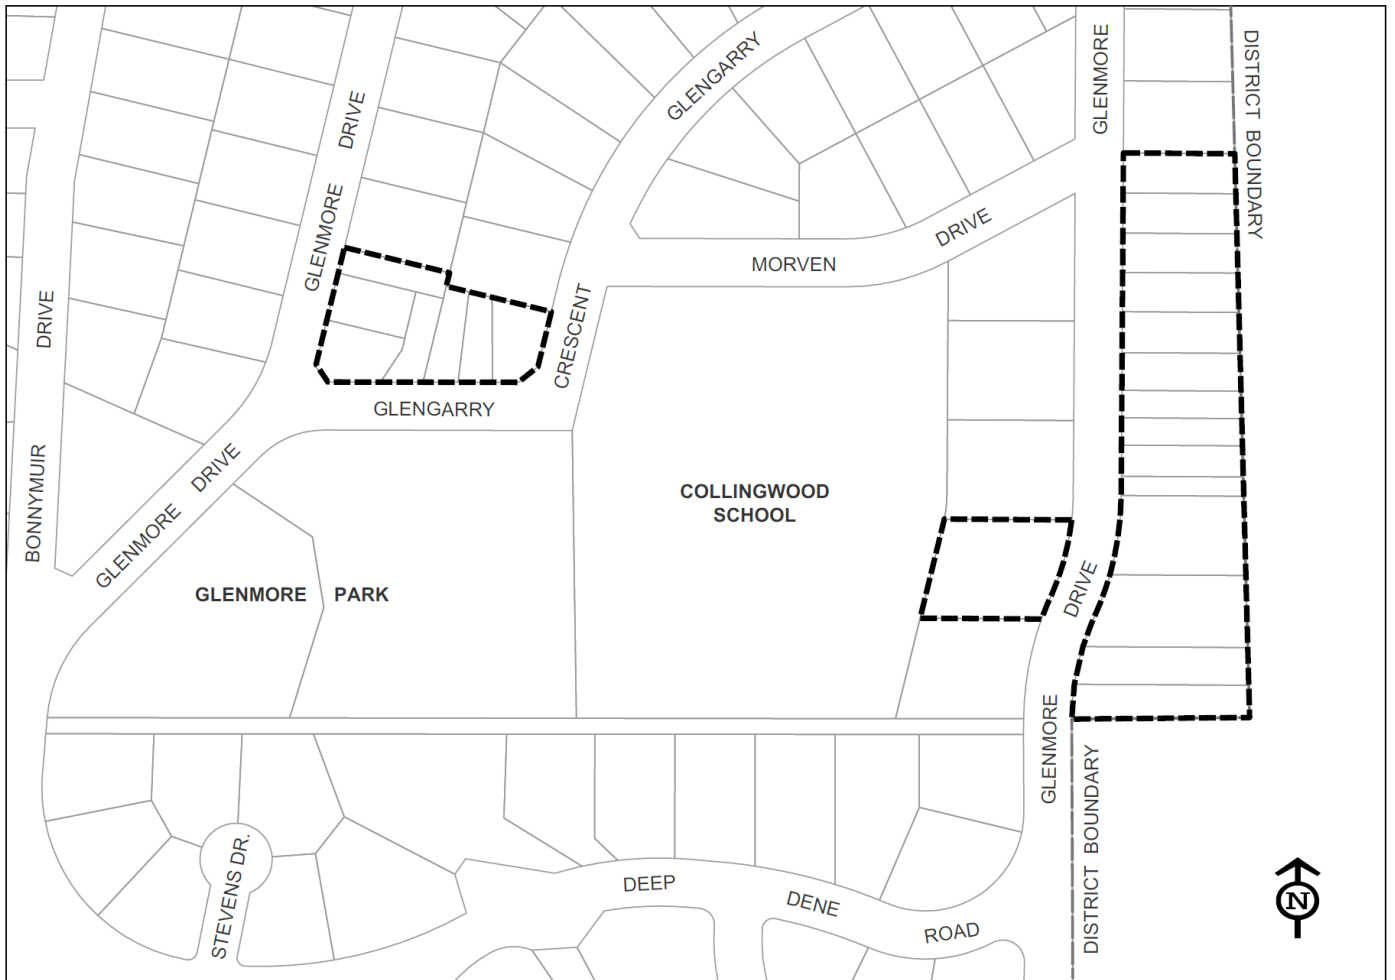 GLENGARRY
GLENMORE
DISTRICT BOUNDARY
DRIVE
GLENMORE
DRIVE
MORVEN
DRIVE
CRESCENT
GLENGARRY
BONNYMUIR
DRIVE
GLENMORE
DRIVE
COLLINGWOOD
SCHOOL
GLENMORE PARK
DRIVE
GLENMORE
DISTRICT BOUNDARY
STEVENS DR.
DEEP
DENE
ROAD
N